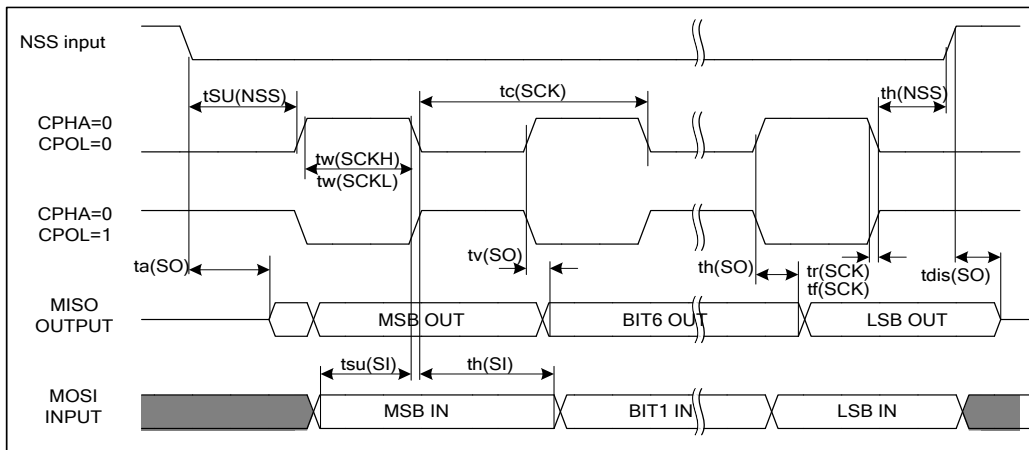 NSS input
tSU(NSS)
tc(SCK)
th(NSS)
CPHA=0
CPOL=0
tw(SCKH)
tw(SCKL)
CPHA=0
CPOL=1
ta(SO)
tv(SO)
th(SO)
tr(SCK)
tf(SCK)
tdis(SO)
MISO
OUTPUT
MSB OUT
BIT6 OUT
LSB OUT
tsu(SI)
th(SI)
MOSI
INPUT
MSB IN
BIT1 IN
LSB IN